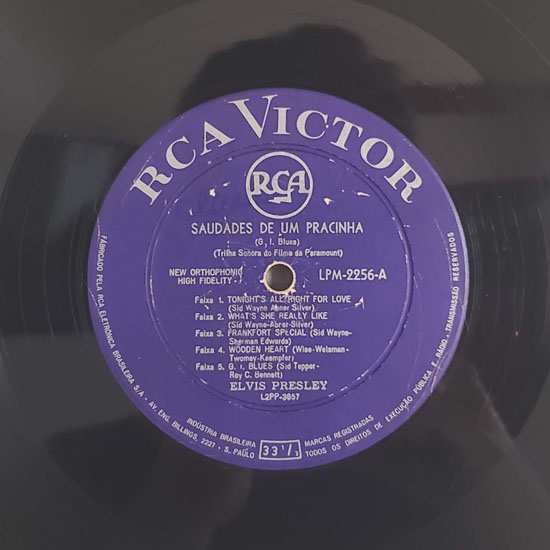 RCA VICTOR
RCA
SAUDADES DE UM PRACINHA
(G. I. Blues)
(Trilha Sonora do Filme da Paramount)
NEW ORTHOPHONIC
HIGH FIDELITY
LPM-2256-A
Faixa 1. TONIGHT'S ALL RIGHT FOR LOVE
(Sid Wayne Abner Silver)
Faixa 2. WHAT'S SHE REALLY LIKE
(Sid Wayne-Abner-Silver)
Faixa 3. FRANKFORT SPECIAL (Sid Wayne-
Sherman Edwards)
Faixa 4. WOODEN HEART (Wise-Weisman-
Twomey-Kaempfer)
Faixa 5. G. I. BLUES (Sid Tepper-
Roy C. Bennett)
ELVIS PRESLEY
L2PP-3657
FABRICADO PELA RCA ELETRÔNICA BRASILEIRA S/A - AV. ENG. BILLINGS, 2227 - S. PAULO
INDÚSTRIA BRASILEIRA
33 1/3
MARCAS REGISTRADAS
TODOS OS DIREITOS DE EXECUÇÃO PÚBLICA E RÁDIO - TRANSMISSÃO RESERVADOS